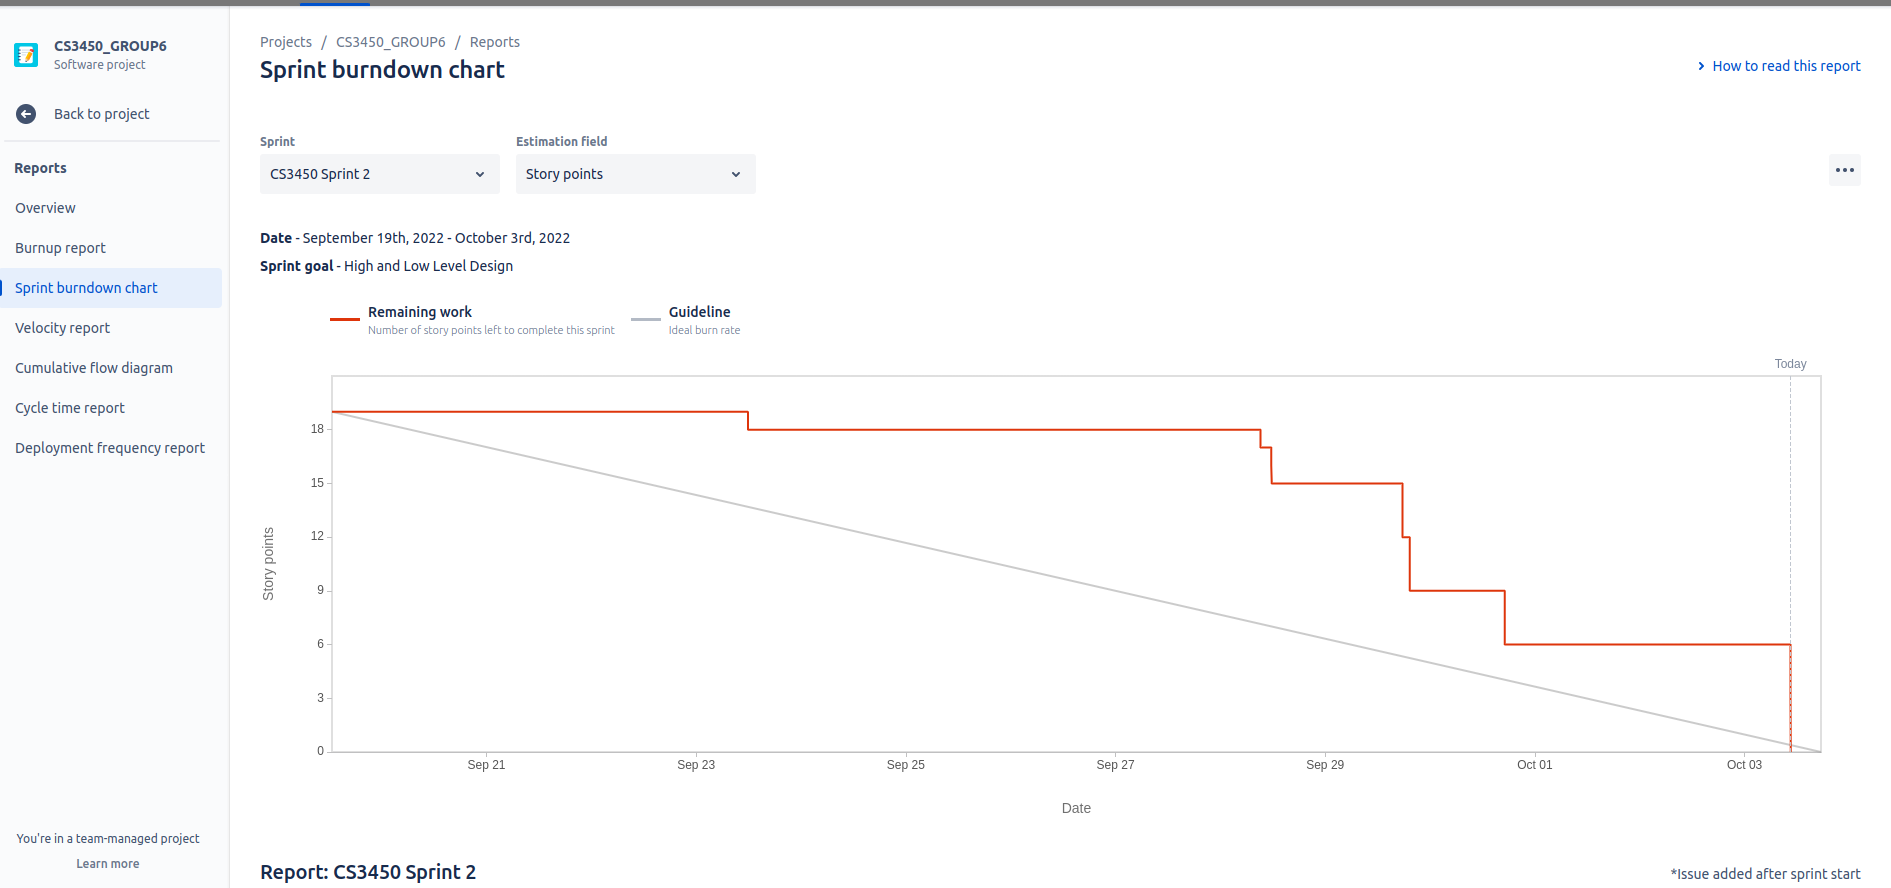 CS3450_GROUP6
Software project
Back to project
Reports
Overview
Burnup report
Sprint burndown chart
Velocity report
Cumulative flow diagram
Cycle time report
Deployment frequency report
You're in a team-managed project
Learn more
Projects / CS3450_GROUP6 / Reports
Sprint burndown chart
How to read this report
Sprint
Estimation field
CS3450 Sprint 2
Story points
Date - September 19th, 2022 - October 3rd, 2022
Sprint goal - High and Low Level Design
Remaining work
Number of story points left to complete this sprint
Guideline
Ideal burn rate
Today
18
15
12
9
6
3
0
Story points
Sep 21 Sep 23 Sep 25 Sep 27 Sep 29 Oct 01 Oct 03
Date
Report: CS3450 Sprint 2
*Issue added after sprint start